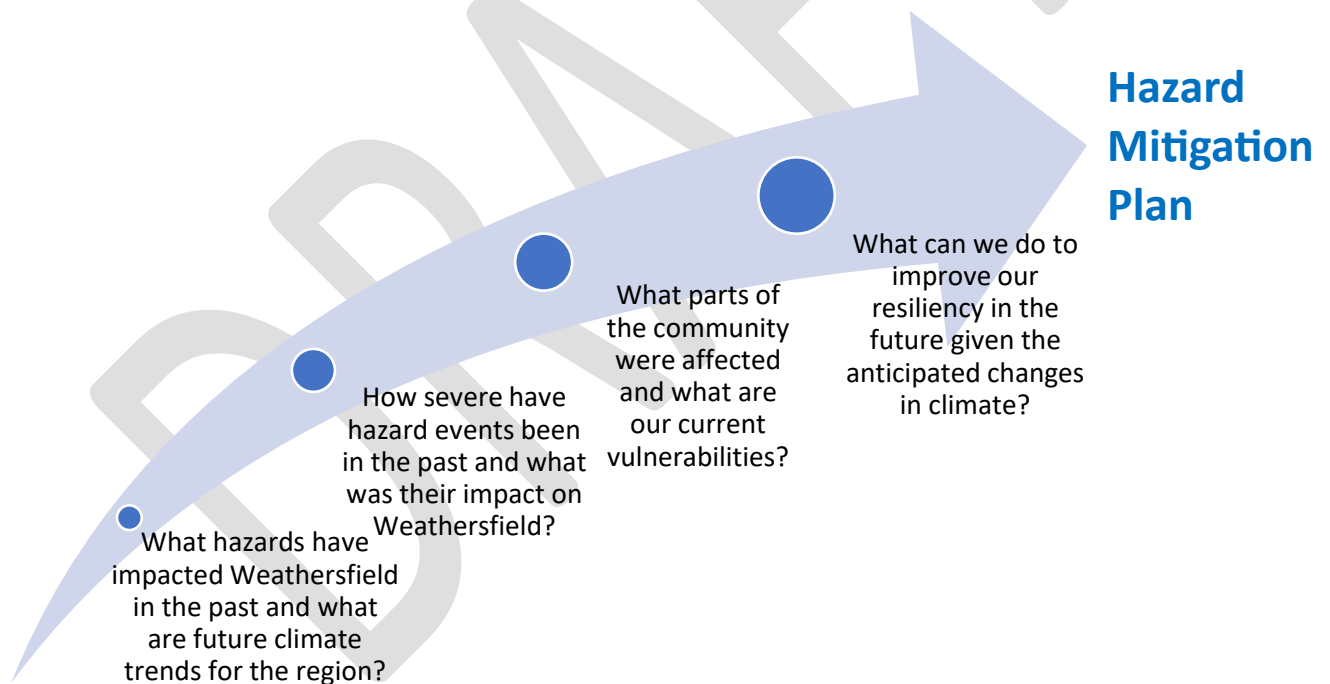 Hazard
Mitigation
Plan
What can we do to
improve our
resiliency in the
future given the
anticipated changes
in climate?
What parts of
the community
were affected
and what are
our current
vulnerabilities?
How severe have
hazard events been
in the past and what
was their impact on
Weathersfield?
What hazards have
impacted Weathersfield
in the past and what
are future climate
trends for the region?